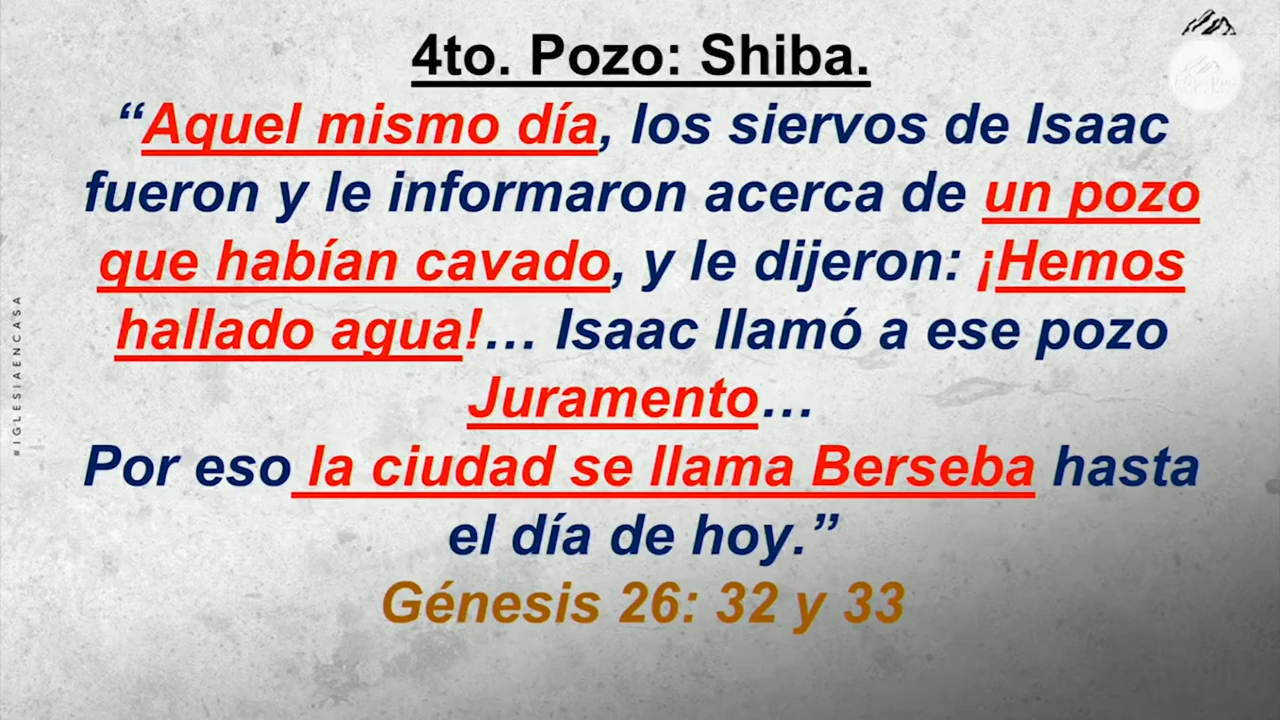 4to. Pozo: Shiba.
“Aquel mismo día, los siervos de Isaac
fueron y le informaron acerca de un pozo
que habían cavado, y le dijeron: ¡Hemos
hallado agua!… Isaac llamó a ese pozo
Juramento…
Por eso la ciudad se llama Berseba hasta
el día de hoy.”
Génesis 26: 32 y 33
#IGLESIAENCASA